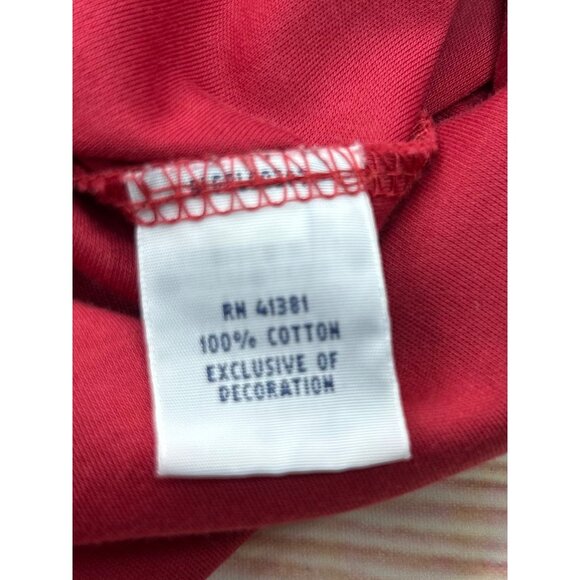 RN 41381
100% COTTON
EXCLUSIVE OF
DECORATION